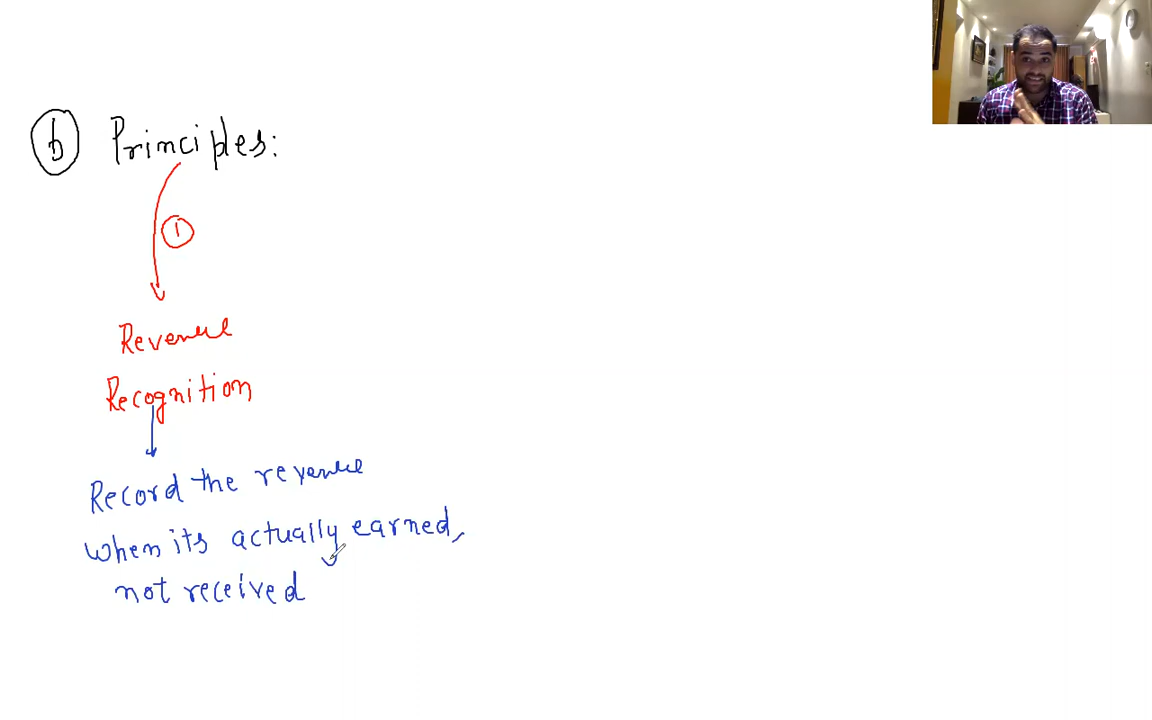 b Principles:
1
Revenue
Recognition
Record the revenue
when its actually earned,
not received